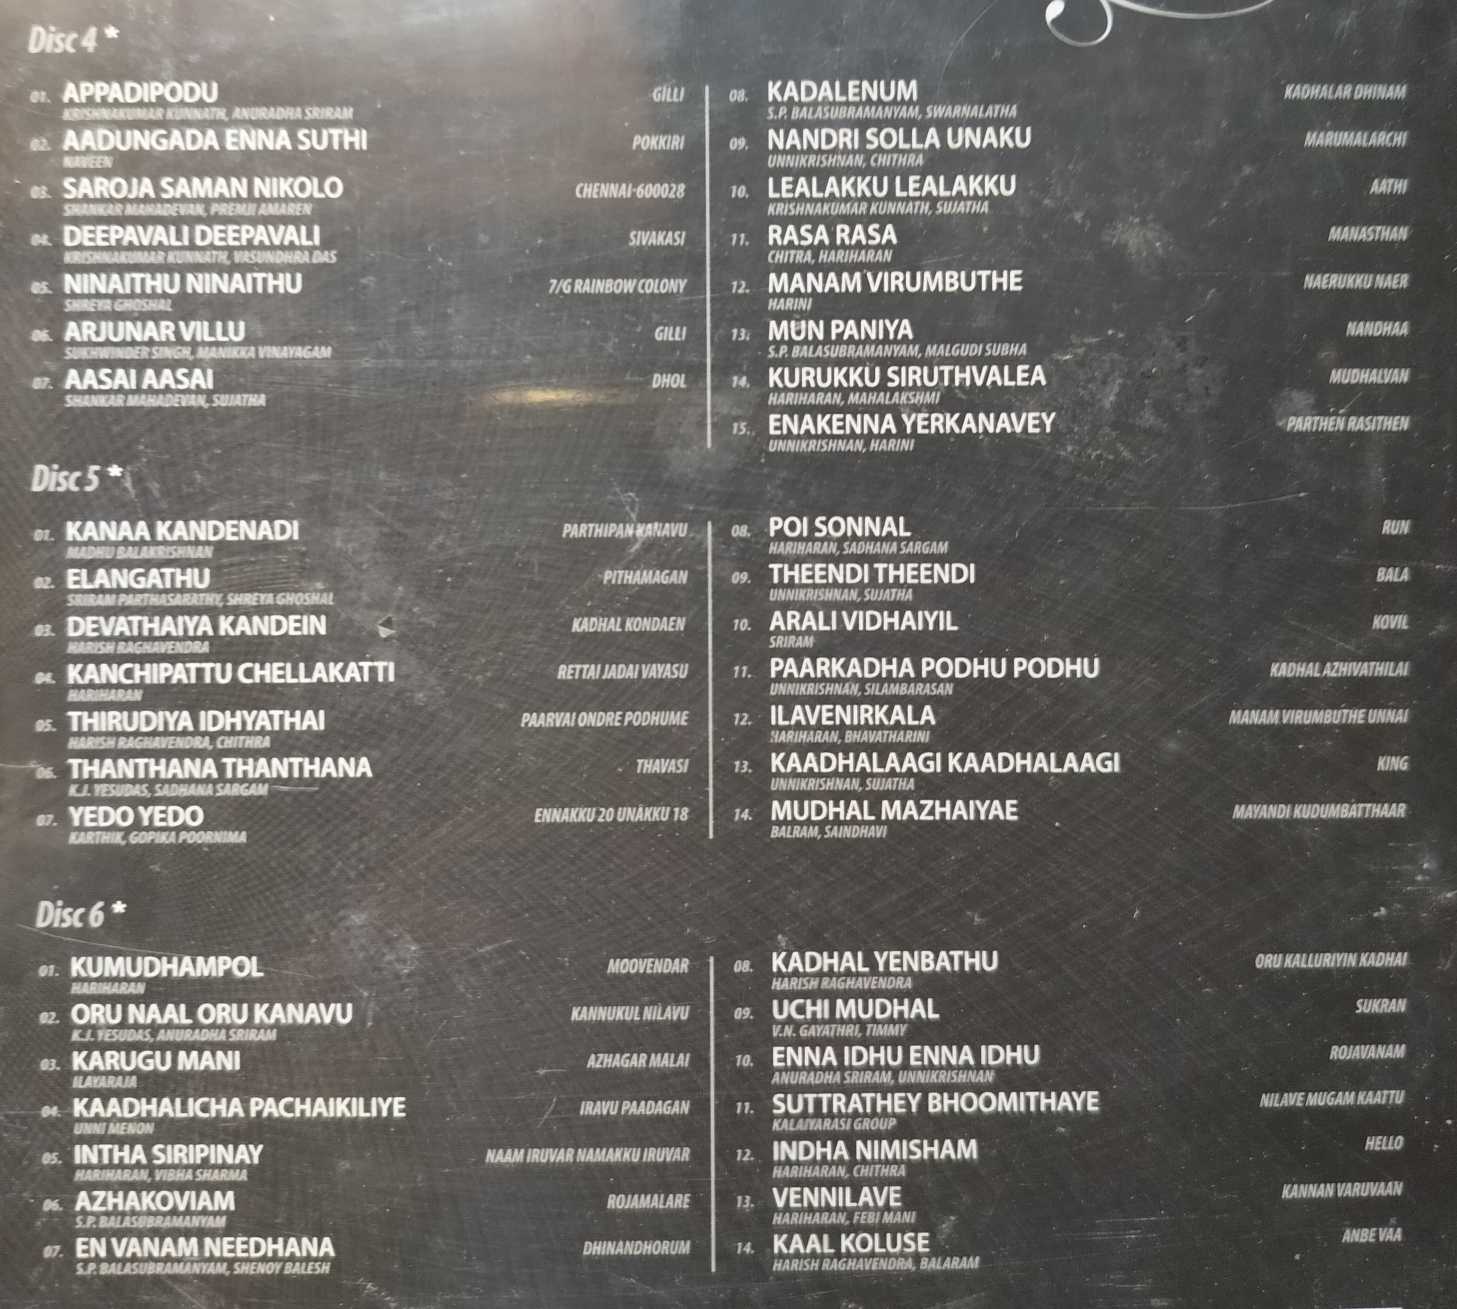 Disc 4 *
01. APPADIPODU GILLI
KRISHNAKUMAR KUNNATH, ANURADHA SRIRAM
02. AADUNGADA ENNA SUTHI POKKIRI
NAVEEN
03. SAROJA SAMAN NIKOLO CHENNAI-600028
SHANKAR MAHADEVAN, PREMJI AMAREN
04. DEEPAVALI DEEPAVALI SIVAKASI
KRISHNAKUMAR KUNNATH, VASUNDHRA DAS
05. NINAITHU NINAITHU 7/G RAINBOW COLONY
SHREYA GHOSHAL
06. ARJUNAR VILLU GILLI
SUKHWINDER SINGH, MANIKKA VINAYAGAM
07. AASAI AASAI DHOL
SHANKAR MAHADEVAN, SUJATHA
08. KADALENUM KADHALAR DHINAM
S.P. BALASUBRAMANYAM, SWARNALATHA
09. NANDRI SOLLA UNAKU MARUMALARCHI
UNNIKRISHNAN, CHITHRA
10. LEALAKKU LEALAKKU AATHI
KRISHNAKUMAR KUNNATH, SUJATHA
11. RASA RASA MANASTHAN
CHITRA, HARIHARAN
12. MANAM VIRUMBUTHE NAERUKKU NAER
HARINI
13. MUN PANIYA NANDHAA
S.P. BALASUBRAMANYAM, MALGUDI SUBHA
14. KURUKKU SIRUTHVALEA MUDHALVAN
HARIHARAN, MAHALAKSHMI
15. ENAKENNA YERKANAVEY PARTHEN RASITHEN
UNNIKRISHNAN, HARINI
Disc 5 *
01. KANAA KANDENADI PARTHIPAN KANAVU
MADHU BALAKRISHNAN
02. ELANGATHU PITHAMAGAN
SRIRAM PARTHASARATHY, SHREYA GHOSHAL
03. DEVATHAIYA KANDEIN KADHAL KONDAEN
HARISH RAGHAVENDRA
04. KANCHIPATTU CHELLAKATTI RETTAI JADAI VAYASU
HARIHARAN
05. THIRUDIYA IDHYATHAI PAARVAI ONDRE PODHUME
HARISH RAGHAVENDRA, CHITHRA
06. THANTHANA THANTHANA THAVASI
K.J. YESUDAS, SADHANA SARGAM
07. YEDO YEDO ENNAKKU 20 UNAKKU 18
KARTHIK, GOPIKA POORNIMA
08. POI SONNAL RUN
HARIHARAN, SADHANA SARGAM
09. THEENDI THEENDI BALA
UNNIKRISHNAN, SUJATHA
10. ARALI VIDHAIYIL KOVIL
SRIRAM
11. PAARKADHA PODHU PODHU KADHAL AZHIVATHILAI
UNNIKRISHNAN, SILAMBARASAN
12. ILAVENIRKALA MANAM VIRUMBUTHE UNNAI
HARIHARAN, BHAVATHARINI
13. KAADHALAAGI KAADHALAAGI KING
UNNIKRISHNAN, SUJATHA
14. MUDHAL MAZHAIYAE MAYANDI KUDUMBATTHAAR
BALRAM, SAINDHAVI
Disc 6 *
01. KUMUDHAMPOL MOOVENDAR
HARIHARAN
02. ORU NAAL ORU KANAVU KANNUKUL NILAVU
K.J. YESUDAS, ANURADHA SRIRAM
03. KARUGU MANI AZHAGAR MALAI
ILAYARAJA
04. KAADHALICHA PACHAIKILIYE IRAVU PAADAGAN
UNNI MENON
05. INTHA SIRIPINAY NAAM IRUVAR NAMAKKU IRUVAR
HARIHARAN, VIBHA SHARMA
06. AZHAKOVIAM ROJAMALARE
S.P. BALASUBRAMANYAM
07. EN VANAM NEEDHANA DHINANDHORUM
S.P. BALASUBRAMANYAM, SHENOY BALESH
08. KADHAL YENBATHU ORU KALLURIYIN KADHAI
HARISH RAGHAVENDRA
09. UCHI MUDHAL SUKRAN
V.N. GAYATHRI, TIMMY
10. ENNA IDHU ENNA IDHU ROJAVANAM
ANURADHA SRIRAM, UNNIKRISHNAN
11. SUTTRATHEY BHOOMITHAYE NILAVE MUGAM KAATTU
KALAIYARASI GROUP
12. INDHA NIMISHAM HELLO
HARIHARAN, CHITHRA
13. VENNILAVE KANNAN VARUVAAN
HARIHARAN, FEBI MANI
14. KAAL KOLUSE ANBE VAA
HARISH RAGHAVENDRA, BALARAM